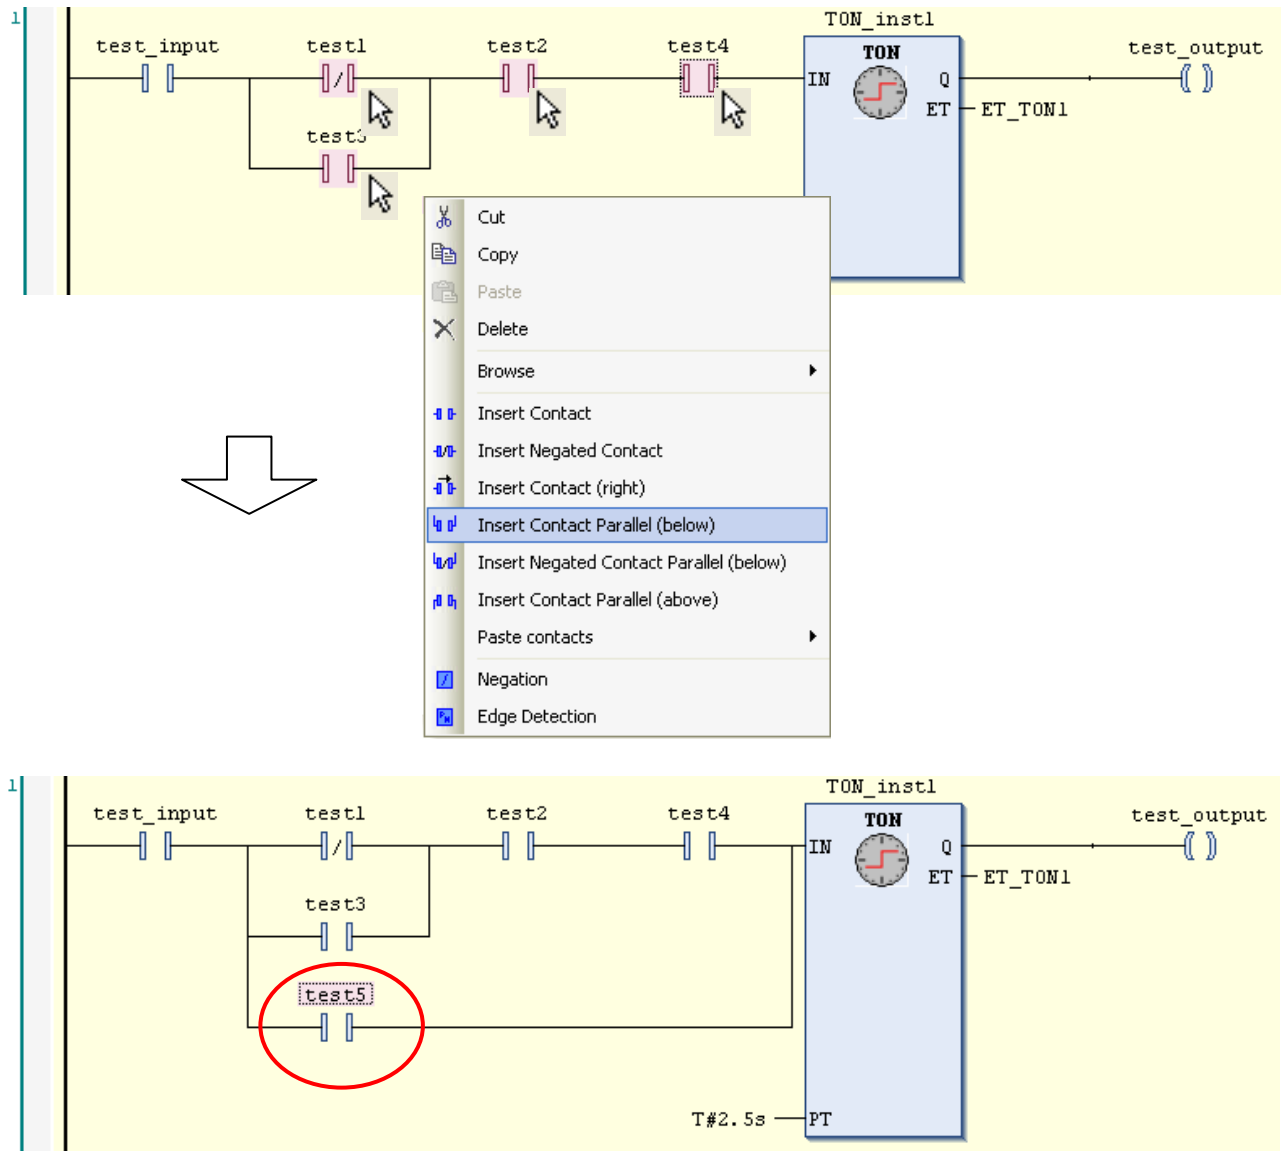 1
TON_inst1
test_input test1 test2 test4 TON test_output
IN Q
ET ET_TON1
test3
Cut
Copy
Paste
Delete
Browse
Insert Contact
Insert Negated Contact
Insert Contact (right)
Insert Contact Parallel (below)
Insert Negated Contact Parallel (below)
Insert Contact Parallel (above)
Paste contacts
Negation
Edge Detection
1
TON_inst1
test_input test1 test2 test4 TON test_output
IN Q
ET ET_TON1
test3
test5
T#2.5s PT